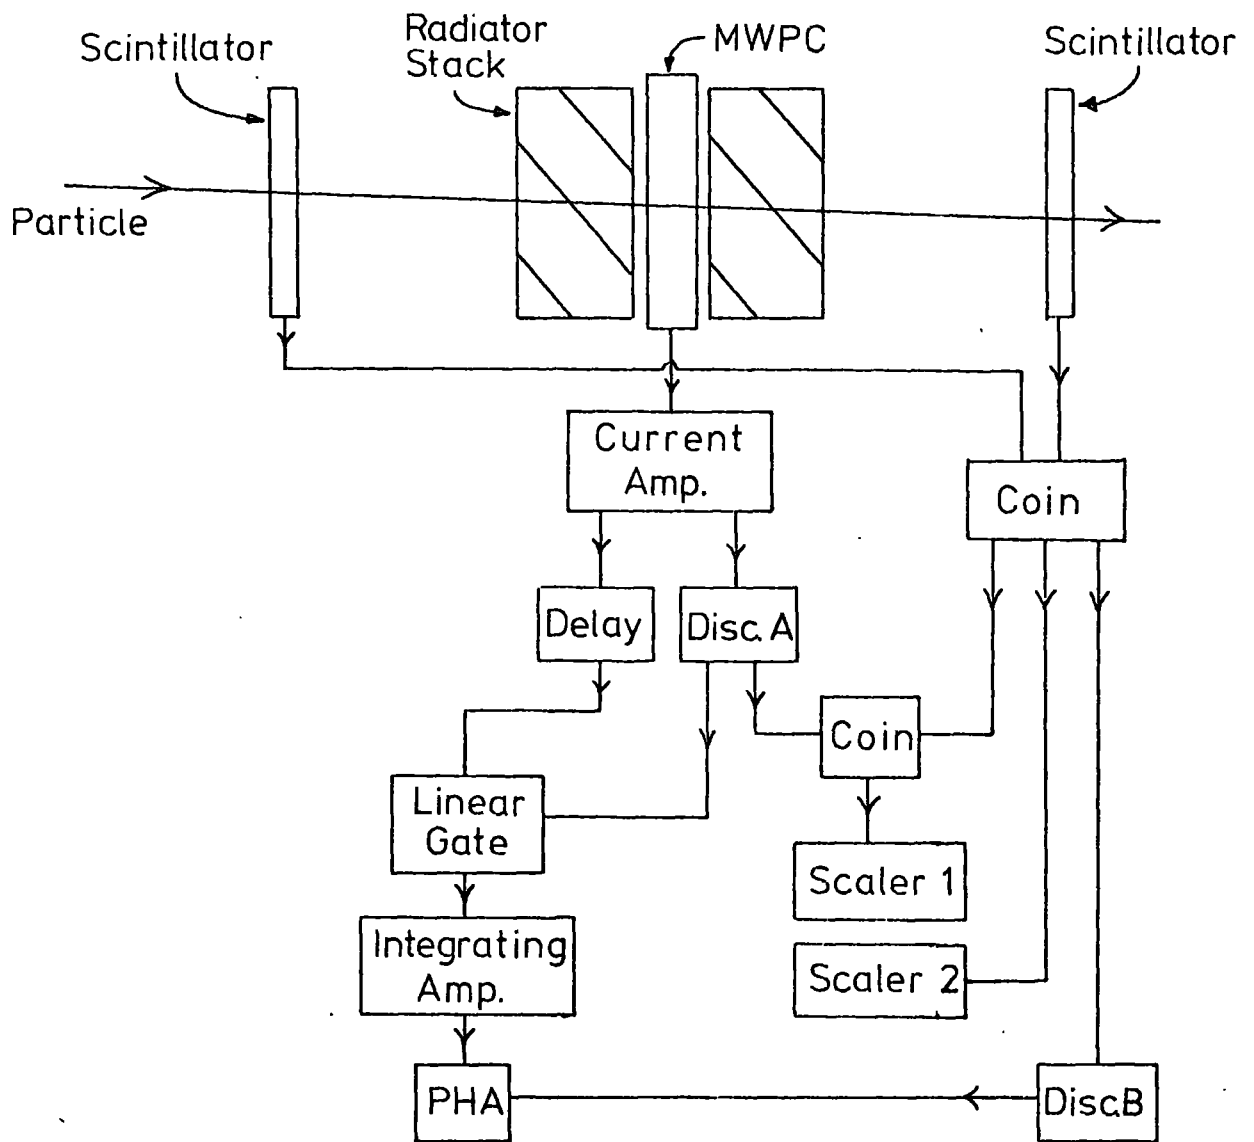 Scintillator
Radiator
Stack
MWPC
Scintillator
Particle
Current
Amp.
Coin
Delay
Disc. A
Coin
Linear
Gate
Scaler 1
Integrating
Amp.
Scaler 2
PHA
Disc.B